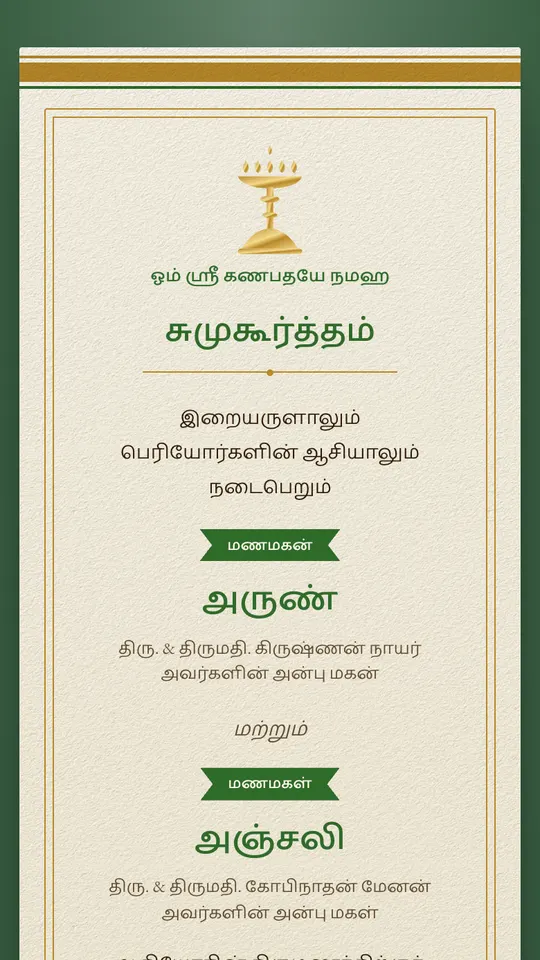 ஓம் ஸ்ரீ கணபதயே நமஹ
சுமுகூர்த்தம்
இறையருளாலும்
பெரியோர்களின் ஆசியாலும்
நடைபெறும்
மணமகன்
அருண்
திரு. & திருமதி. கிருஷ்ணன் நாயர்
அவர்களின் அன்பு மகன்
மற்றும்
மணமகள்
அஞ்சலி
திரு. & திருமதி. கோபிநாதன் மேனன்
அவர்களின் அன்பு மகள்